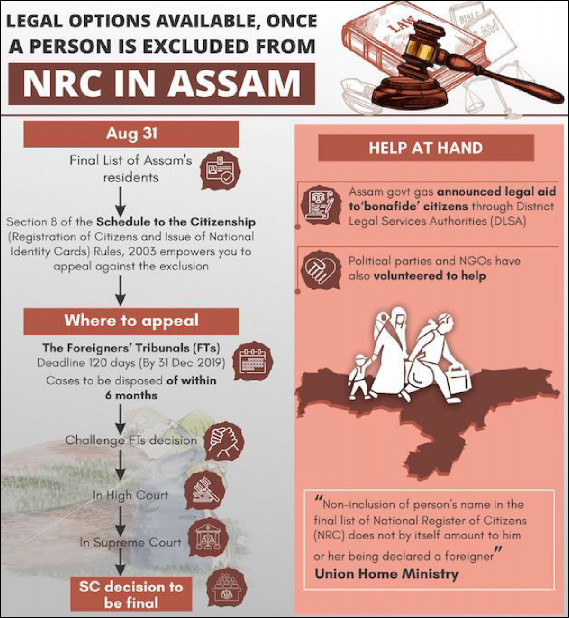 LEGAL OPTIONS AVAILABLE, ONCE
A PERSON IS EXCLUDED FROM
NRC IN ASSAM
LAW
Aug 31
Final List of Assam's
residents
Section 8 of the Schedule to the Citizenship
(Registration of Citizens and Issue of National
Identity Cards) Rules, 2003 empowers you to
appeal against the exclusion
Where to appeal
The Foreigners' Tribunals (FTs)
Deadline 120 days (By 31 Dec 2019)
Cases to be disposed of within
6 months
Challenge FTs decision
In High Court
In Supreme Court
SC decision to
be final
HELP AT HAND
Assam govt gas announced legal aid
to'bonafide' citizens through District
Legal Services Authorities (DLSA)
Political parties and NGOs have
also volunteered to help
"Non-inclusion of person's name in the
final list of National Register of Citizens
(NRC) does not by itself amount to him
or her being declared a foreigner"
Union Home Ministry